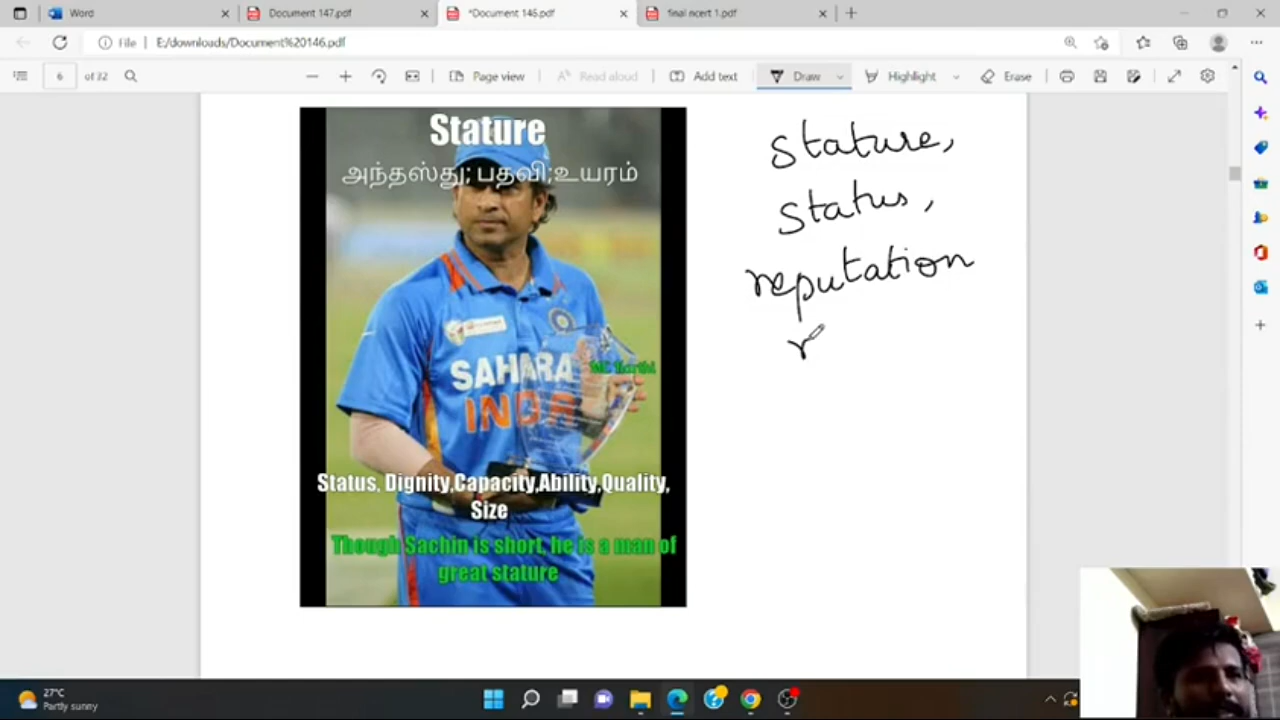 Word
Document 147.pdf
*Document 146.pdf
final ncert 1.pdf
File
E:/downloads/Document%20146.pdf
6 of 32
Page view
Read aloud
Add text
Draw
Highlight
Erase
Stature
அந்தஸ்து; பதவி;உயரம்
SAHARA
INDIA
Status, Dignity,Capacity,Ability,Quality,
Size
Though Sachin is short, he is a man of
great stature
stature,
status,
reputation
r
27°C
Partly sunny